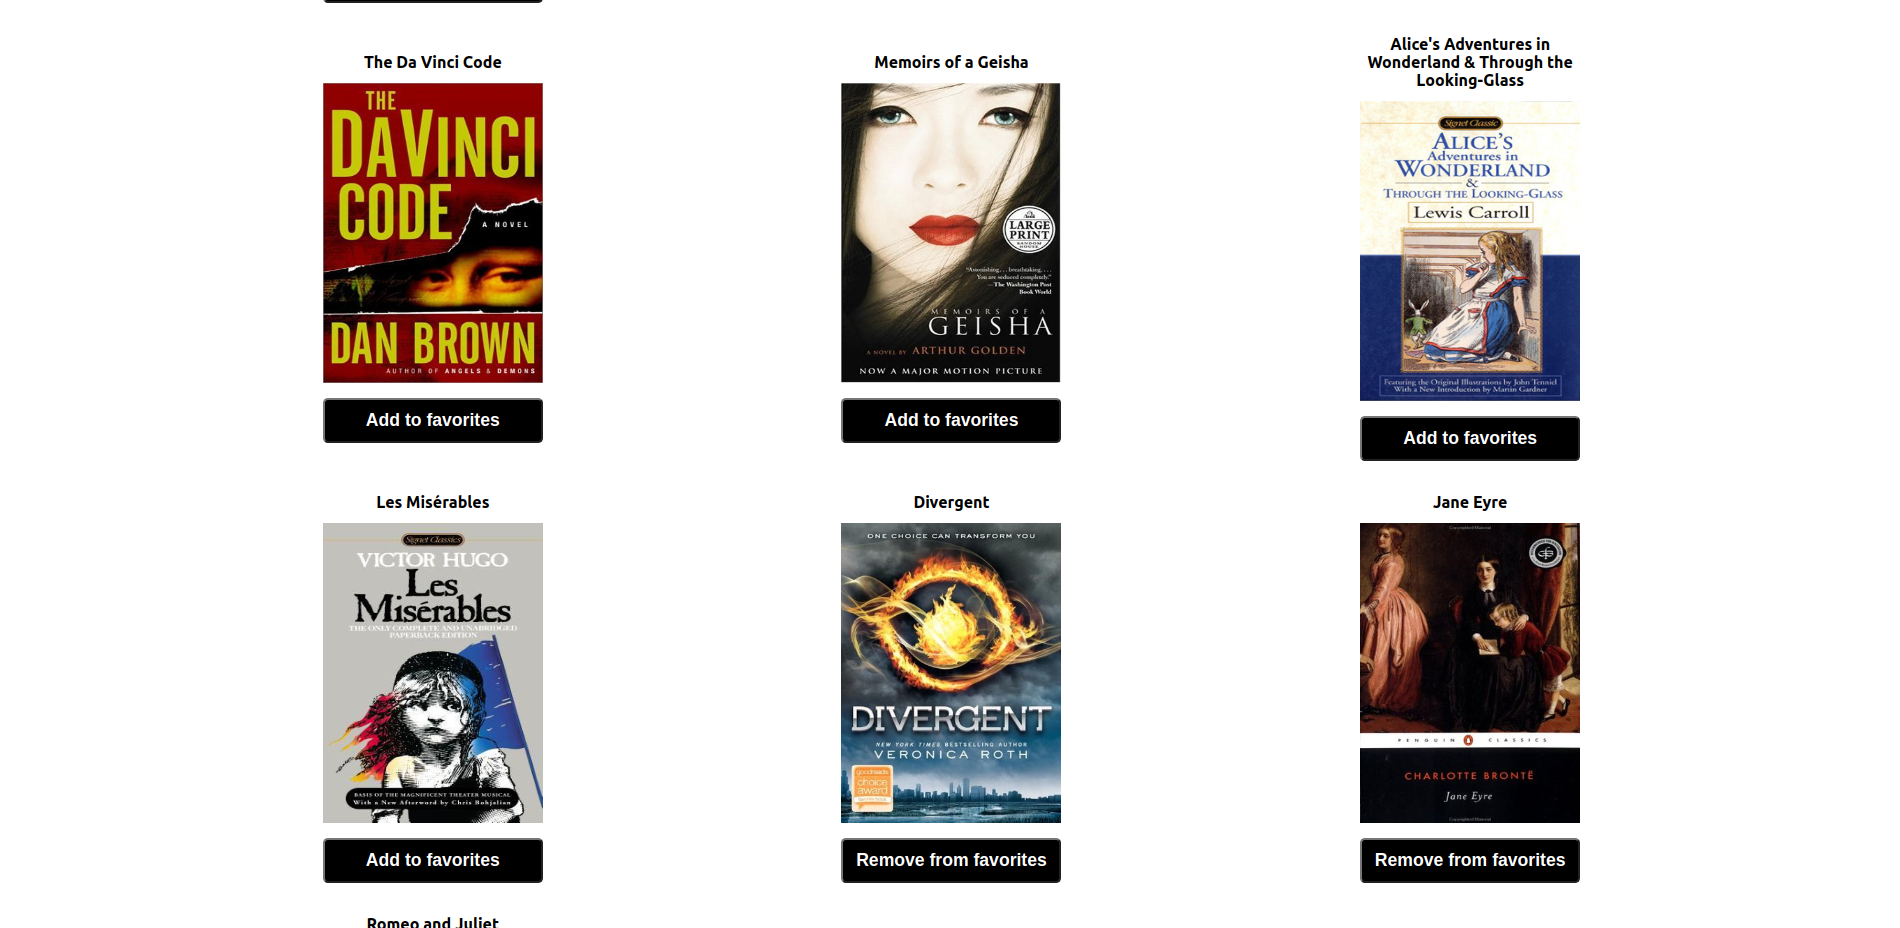 The Da Vinci Code
THE
DA VINCI
CODE
A NOVEL
DAN BROWN
AUTHOR OF ANGELS & DEMONS
Add to favorites
Memoirs of a Geisha
LARGE
PRINT
RANDOM
HOUSE
"Astonishing . . . breathtaking. . . .
You are seduced completely."
—The Washington Post
Book World
MEMOIRS OF A
GEISHA
A NOVEL BY ARTHUR GOLDEN
NOW A MAJOR MOTION PICTURE
Add to favorites
Alice's Adventures in
Wonderland & Through the
Looking-Glass
Signet Classic
ALICE'S
Adventures in
WONDERLAND
&
THROUGH THE LOOKING-GLASS
Lewis Carroll
Featuring the Original Illustrations by John Tenniel
With a New Introduction by Martin Gardner
Add to favorites
Les Misérables
Signet Classics
VICTOR HUGO
Les
Misérables
THE ONLY COMPLETE AND UNABRIDGED
PAPERBACK EDITION
BASIS OF THE MAGNIFICENT THEATER MUSICAL
With a New Afterword by Chris Bohjalian
Add to favorites
Divergent
ONE CHOICE CAN TRANSFORM YOU
DIVERGENT
NEW YORK TIMES BESTSELLING AUTHOR
VERONICA ROTH
goodreads
choice
award
Remove from favorites
Jane Eyre
Copyrighted Material
PENGUIN CLASSICS
CHARLOTTE BRONTË
Jane Eyre
Copyrighted Material
Remove from favorites
Romeo and Juliet